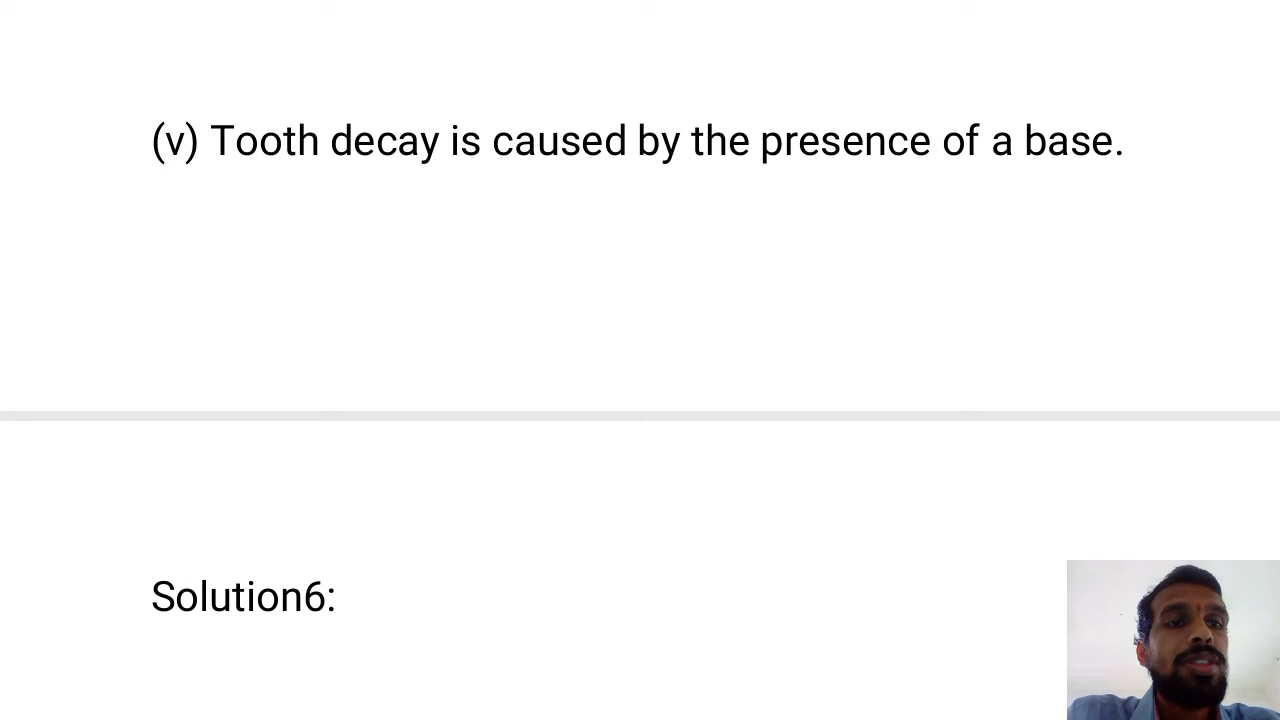 (v) Tooth decay is caused by the presence of a base.
Solution6: